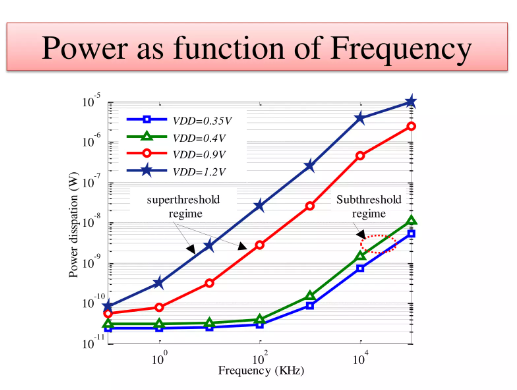 Power as function of Frequency
10^-5
10^-6
10^-7
10^-8
10^-9
10^-10
10^-11
VDD=0.35V
VDD=0.4V
VDD=0.9V
VDD=1.2V
superthreshold
regime
Subthreshold
regime
Power disspation (W)
10^0
10^2
10^4
Frequency (KHz)